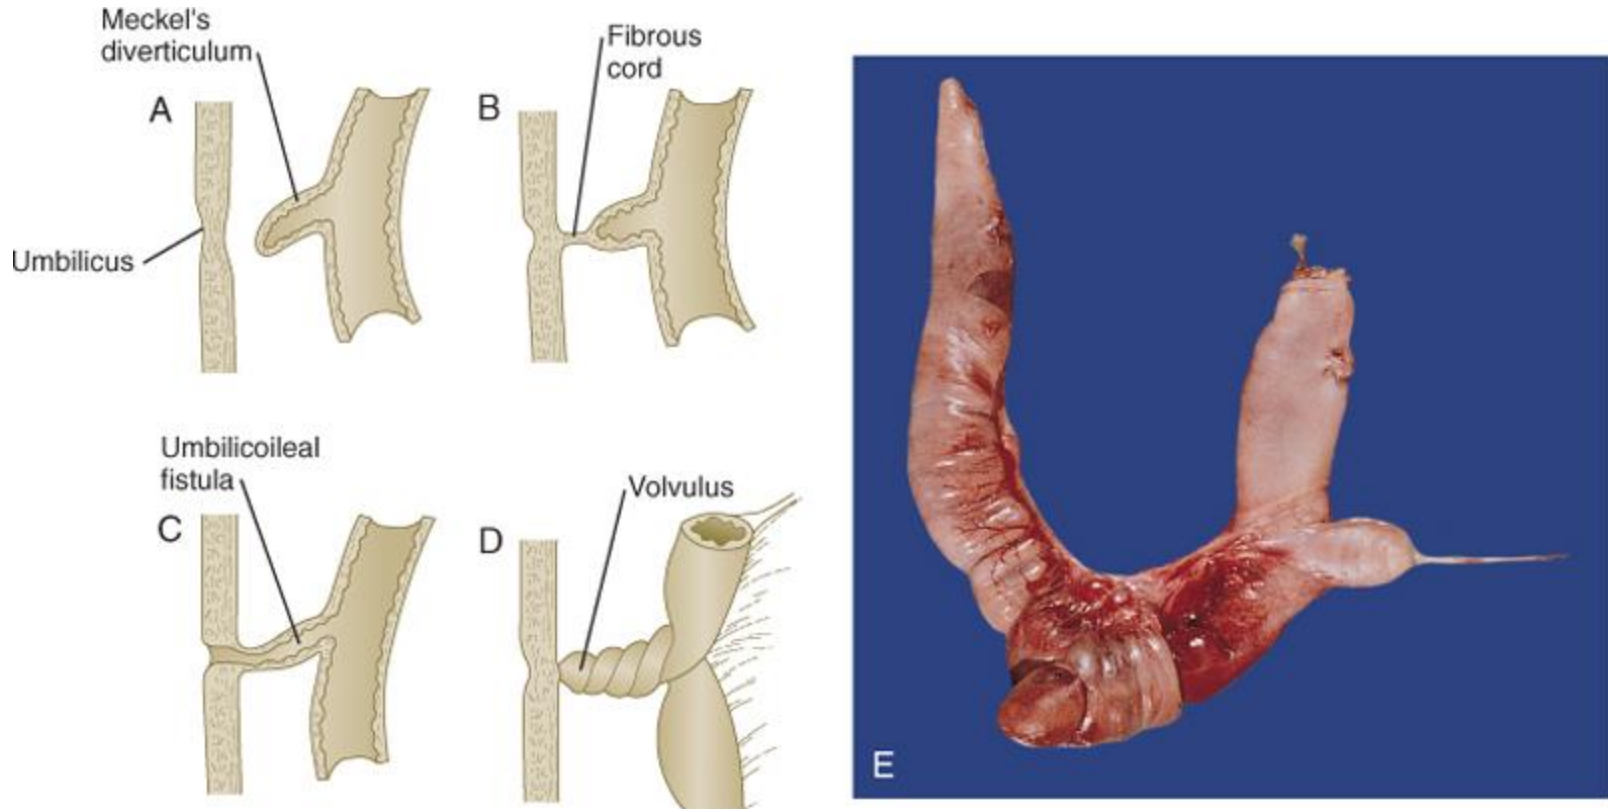 Meckel's
diverticulum
A
Umbilicus
B
Fibrous
cord
Umbilicoileal
fistula
C
D
Volvulus
E